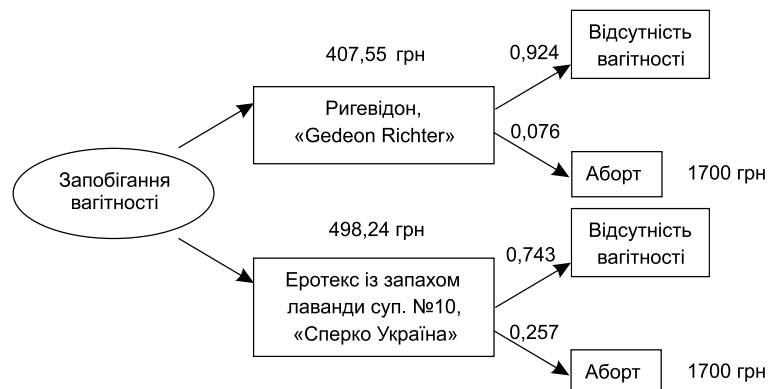 Запобігання
вагітності
407,55 грн
Ригевідон,
«Gedeon Richter»
0,924
Відсутність
вагітності
0,076
Аборт
1700 грн
498,24 грн
Еротекс із запахом
лаванди суп. №10,
«Сперко Україна»
0,743
Відсутність
вагітності
0,257
Аборт
1700 грн